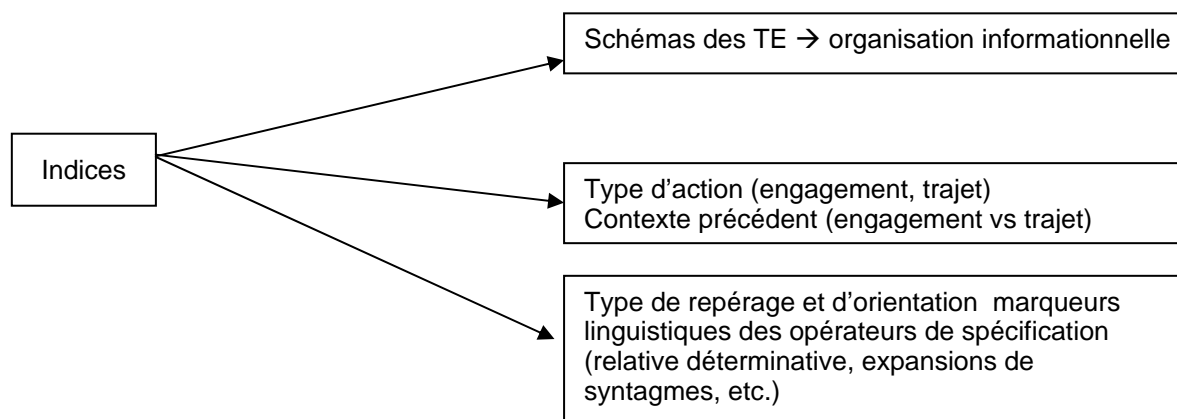 Schémas des TE → organisation informationnelle
Indices
Type d’action (engagement, trajet)
Contexte précédent (engagement vs trajet)
Type de repérage et d’orientation  marqueurs
linguistiques des opérateurs de spécification
(relative déterminative, expansions de
syntagmes, etc.)